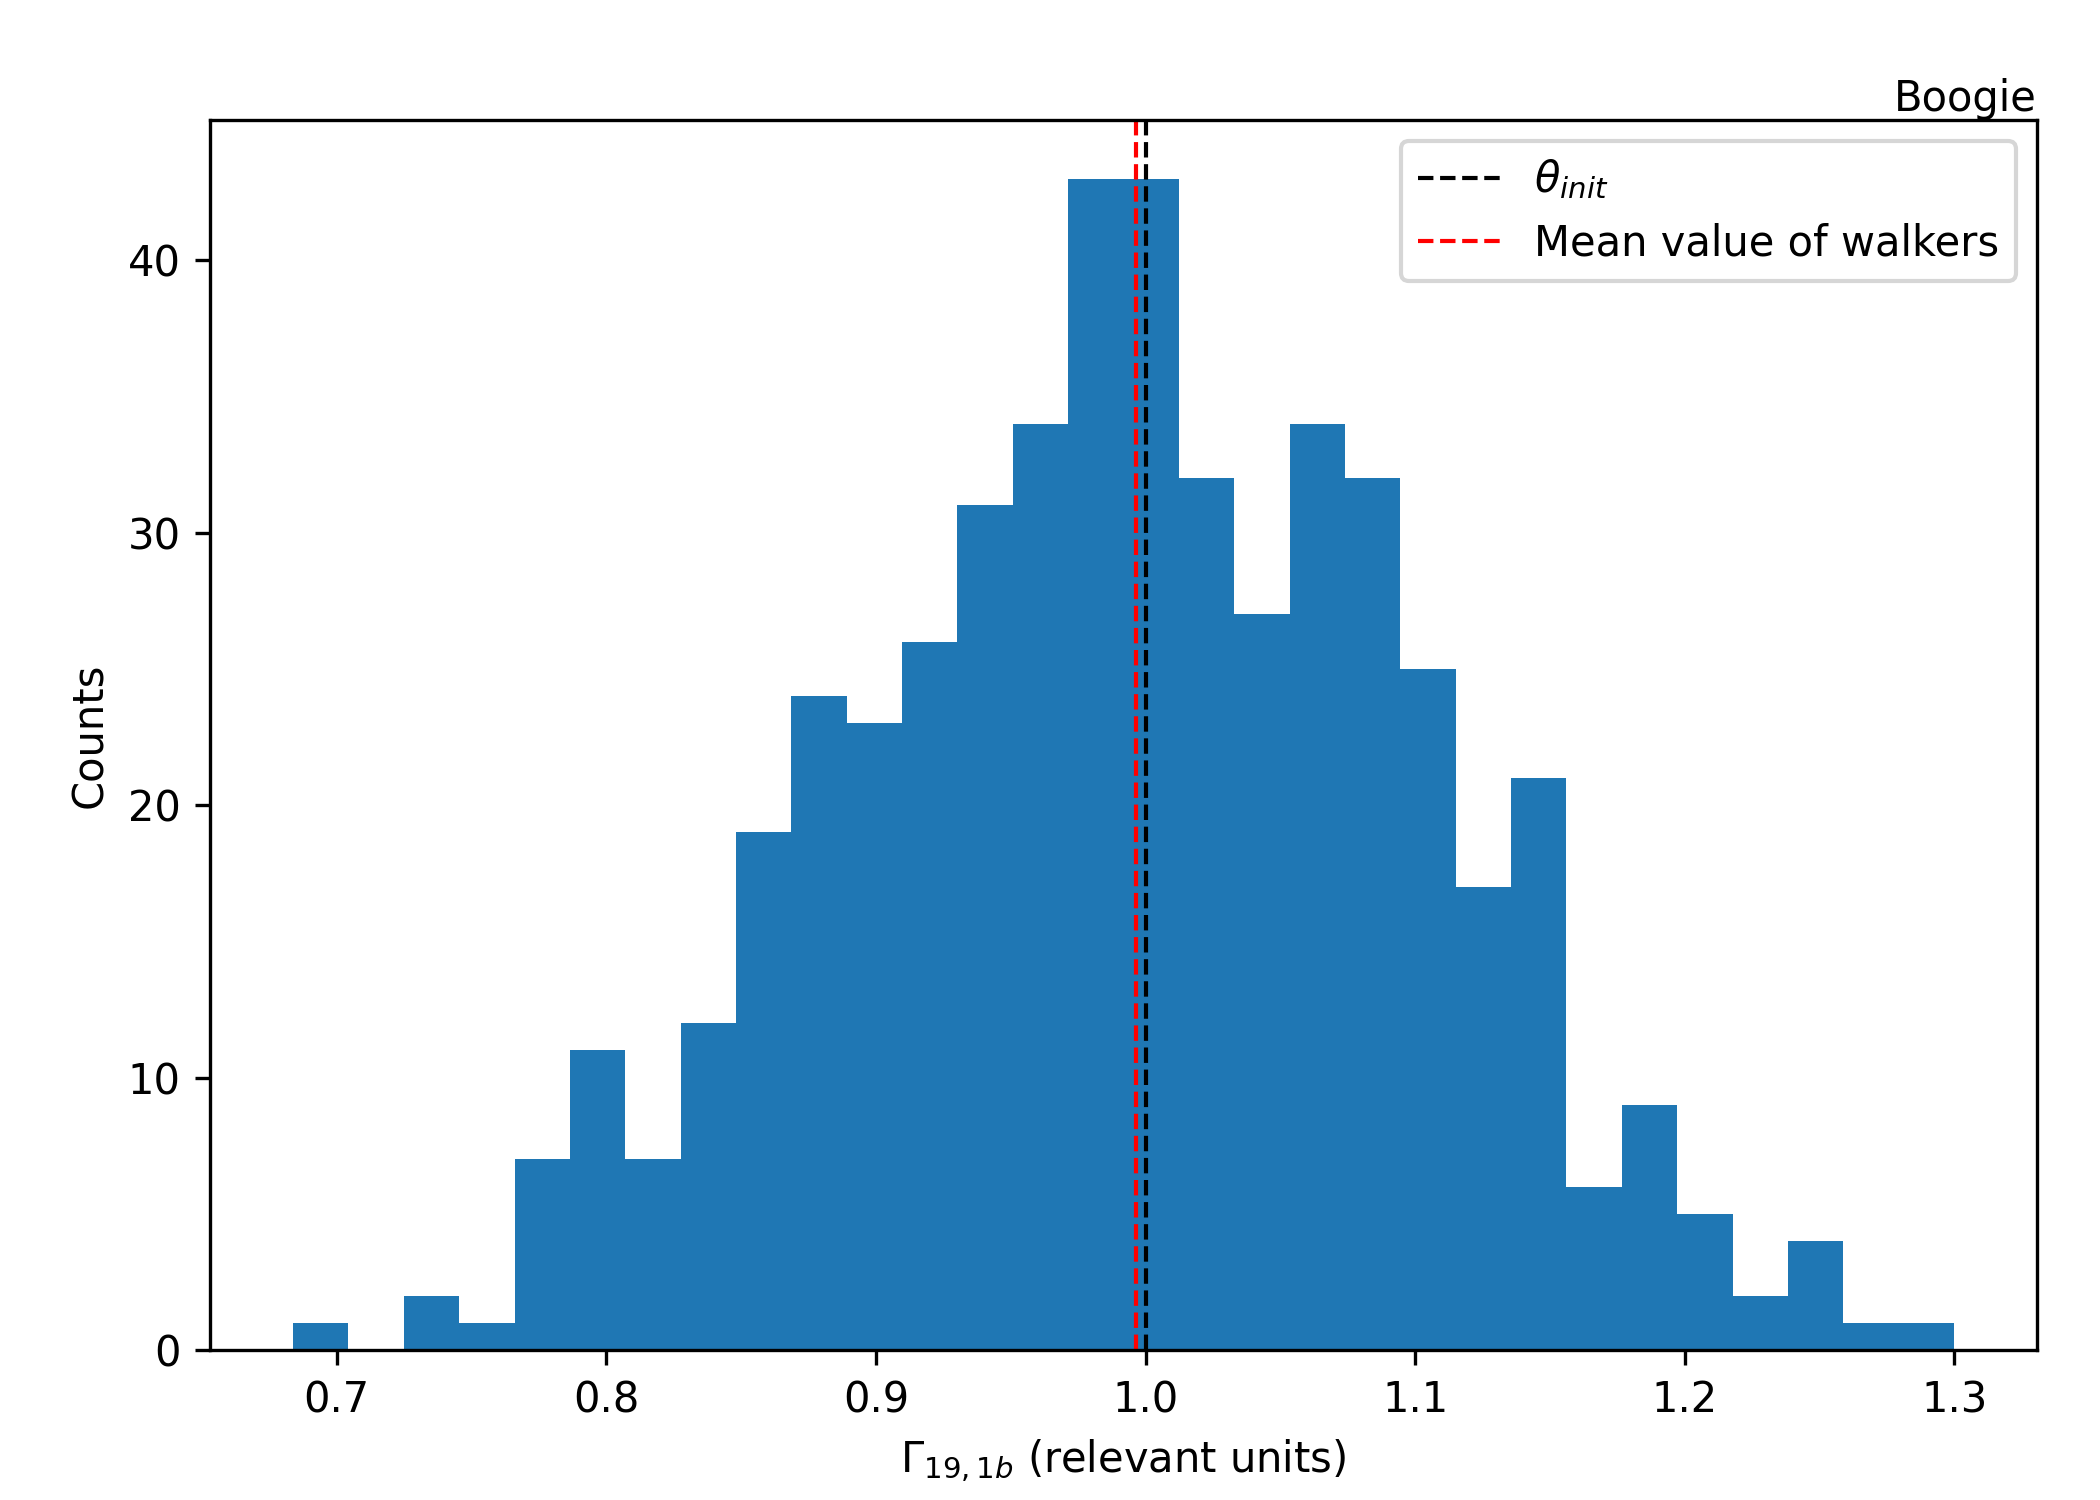 Boogie
θinit
Mean value of walkers
40
30
20
10
0
Counts
0.7 0.8 0.9 1.0 1.1 1.2 1.3
Γ19,1b (relevant units)